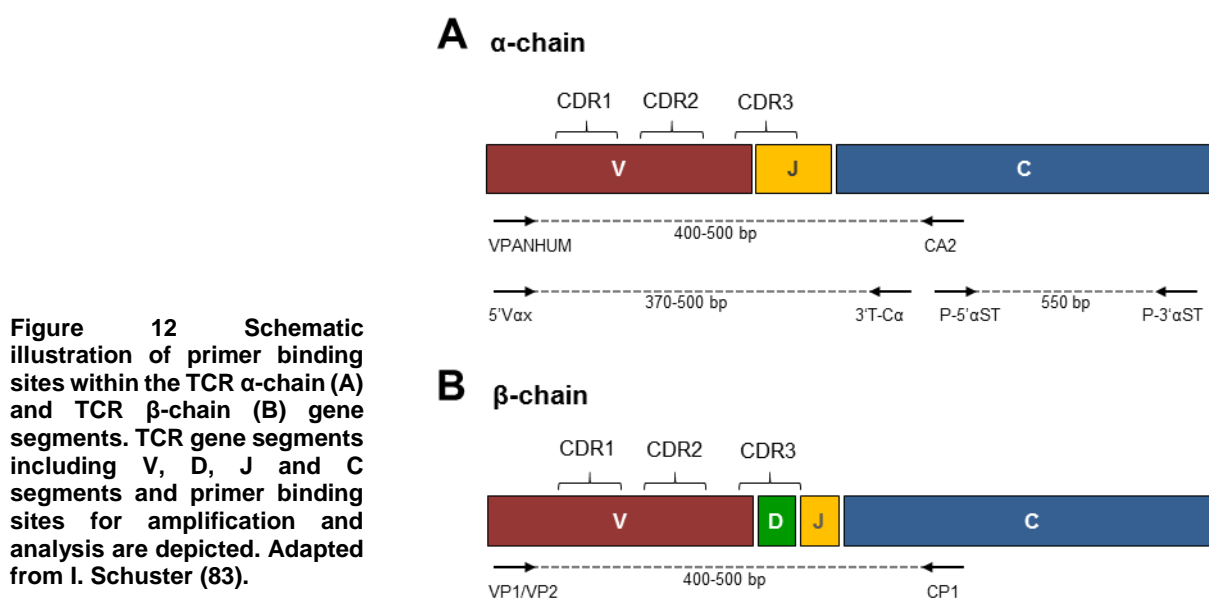 A α-chain
CDR1 CDR2 CDR3
V J C
400-500 bp
VPANHUM CA2
370-500 bp 550 bp
5'Vαx 3'T-Cα P-5'αST P-3'αST
Figure 12 Schematic
illustration of primer binding
sites within the TCR α-chain (A)
and TCR β-chain (B) gene
segments. TCR gene segments
including V, D, J and C
segments and primer binding
sites for amplification and
analysis are depicted. Adapted
from I. Schuster (83).
B β-chain
CDR1 CDR2 CDR3
V D J C
400-500 bp
VP1/VP2 CP1